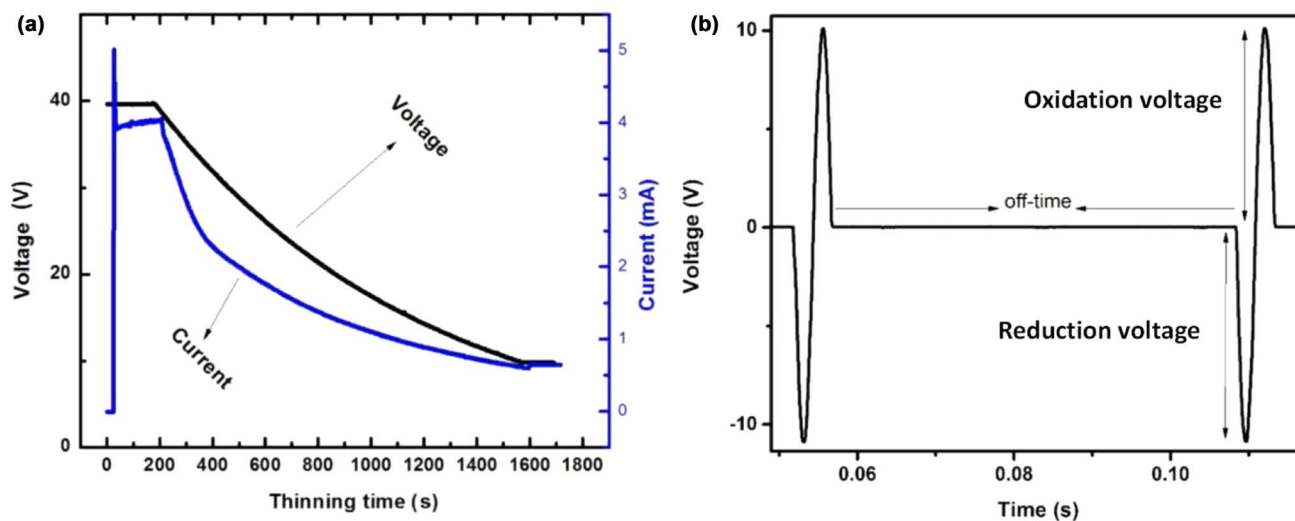 (a)
Voltage (V)
40
20
0
Voltage
Current
5
4
3
2
1
0
Current (mA)
0 200 400 600 800 1000 1200 1400 1600 1800
Thinning time (s)
(b)
Voltage (V)
10
0
-10
Oxidation voltage
off-time
Reduction voltage
0.06 0.08 0.10
Time (s)